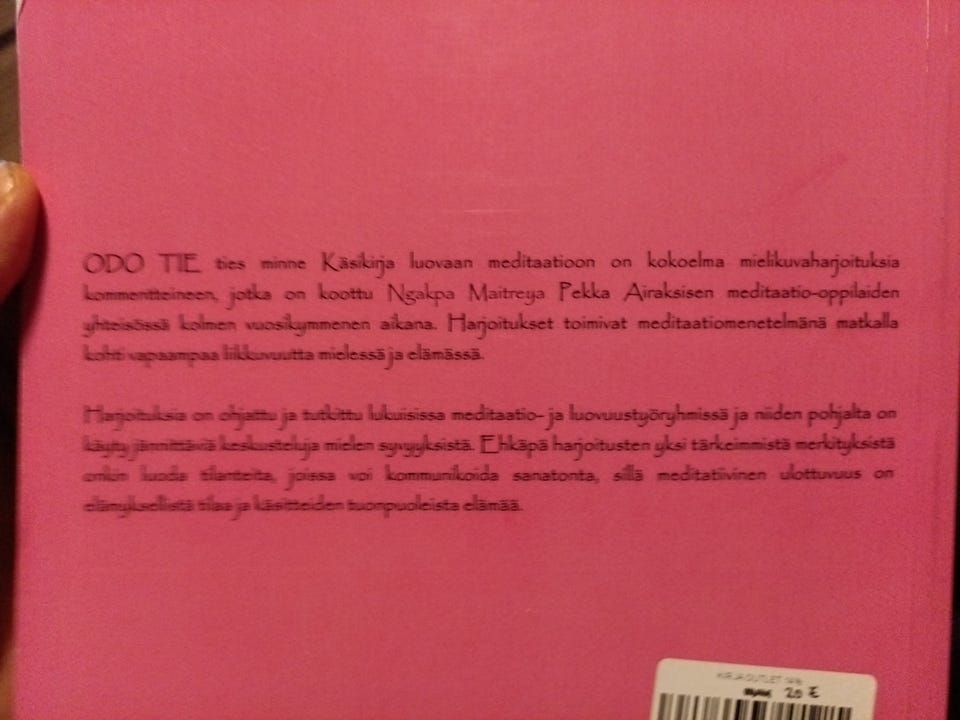 ODO TIE ties minne Käsikirja luovaan meditaatioon on kokoelma mielikuvaharjoituksia
kommentteineen, jotka on koottu Ngakpa Maitreya Pekka Airaksisen meditaatio-oppilaiden
yhteisössä kolmen vuosikymmenen aikana. Harjoitukset toimivat meditaatiomenetelmänä matkalla
kohti vapaampaa liikkuvuutta mielessä ja elämässä.
Harjoituksia on ohjattu ja tutkittu lukuisissa meditaatio- ja luovuustyöryhmissä ja niiden pohjalta on
käyty jännittäviä keskusteluja mielen syvyyksistä. Ehkäpä harjoitusten yksi tärkeimmistä merkityksistä
onkin luoda tilanteita, joissa voi kommunikoida sanatonta, sillä meditatiivinen ulottuvuus on
elämyksellistä tilaa ja käsitteiden tuonpuoleista elämää.
KIRJA OUTLET
20 €